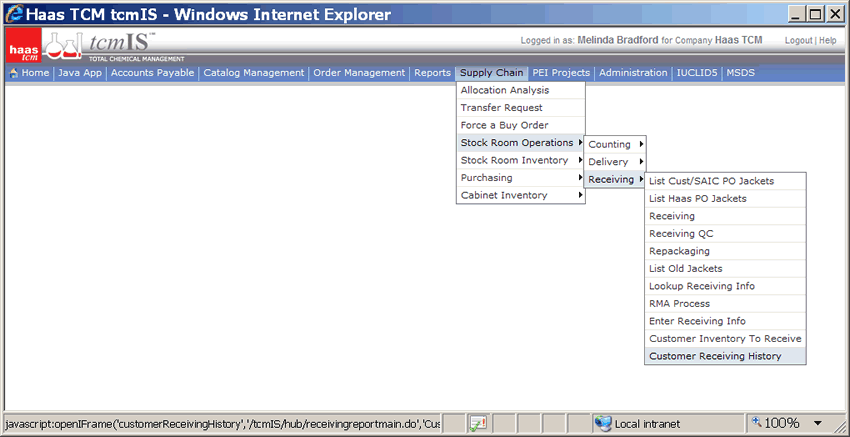 Haas TCM tcmIS - Windows Internet Explorer
haas tcm
tcmIS™
TOTAL CHEMICAL MANAGEMENT
Logged in as: Melinda Bradford for Company Haas TCM Logout | Help
Home | Java App | Accounts Payable | Catalog Management | Order Management | Reports | Supply Chain | PEI Projects | Administration | IUCLID5 | MSDS
Allocation Analysis
Transfer Request
Force a Buy Order
Stock Room Operations
Stock Room Inventory
Purchasing
Cabinet Inventory
Counting
Delivery
Receiving
List Cust/SAIC PO Jackets
List Haas PO Jackets
Receiving
Receiving QC
Repackaging
List Old Jackets
Lookup Receiving Info
RMA Process
Enter Receiving Info
Customer Inventory To Receive
Customer Receiving History
javascript:openIFrame('customerReceivingHistory','/tcmIS/hub/receivingreportmain.do','Cus
Local intranet
100%